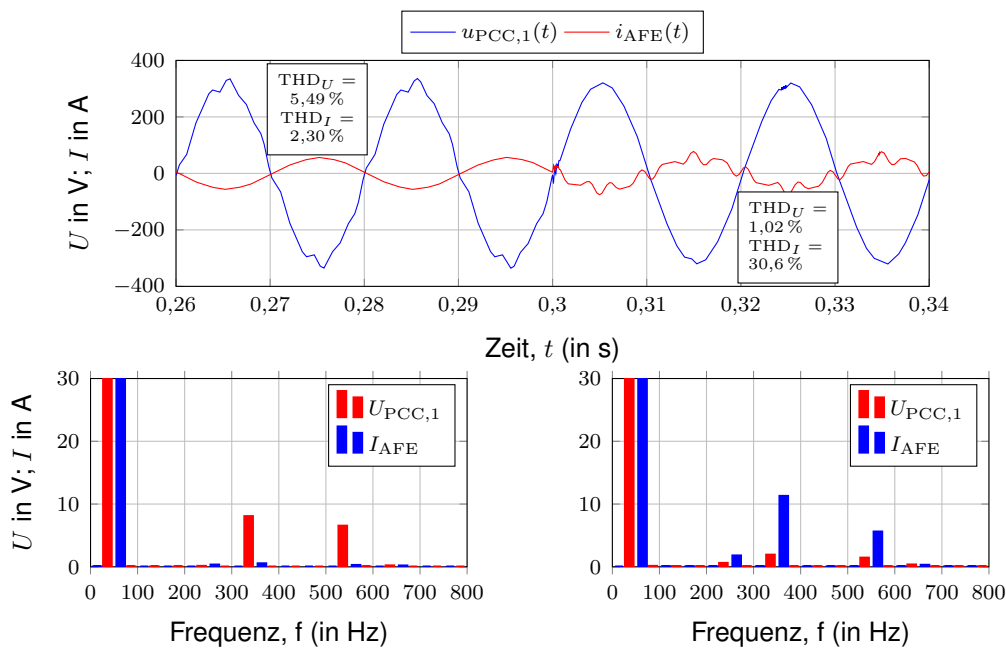 u_PCC,1(t) i_AFE(t)
U in V; I in A
400
200
0
−200
−400
THD_U =
5,49 %
THD_I =
2,30 %
THD_U =
1,02 %
THD_I =
30,6 %
0,26 0,27 0,28 0,29 0,3 0,31 0,32 0,33 0,34
Zeit, t (in s)
U in V; I in A
30
20
10
0
U_PCC,1
I_AFE
0 100 200 300 400 500 600 700 800
Frequenz, f (in Hz)
30
20
10
0
U_PCC,1
I_AFE
0 100 200 300 400 500 600 700 800
Frequenz, f (in Hz)